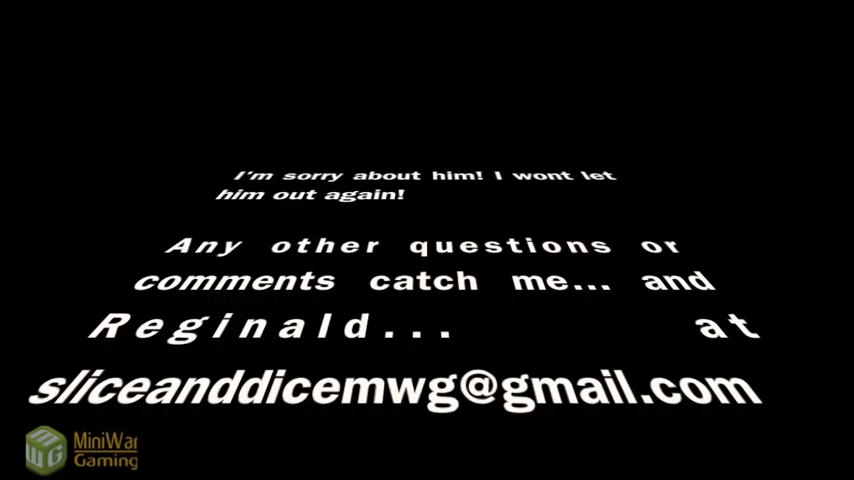 I'm sorry about him! I wont let
him out again!
Any other questions or
comments catch me... and
Reginald... at
sliceanddicemwg@gmail.com
MWG
MiniWar
Gaming